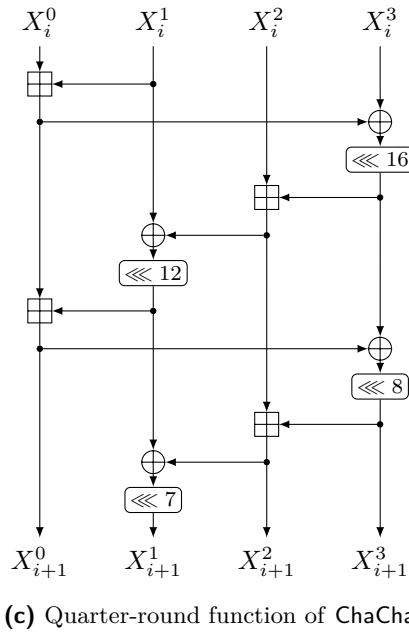 X_i^0 X_i^1 X_i^2 X_i^3
⋘ 16
⋘ 12
⋘ 8
⋘ 7
X_{i+1}^0 X_{i+1}^1 X_{i+1}^2 X_{i+1}^3
(c) Quarter-round function of ChaCha